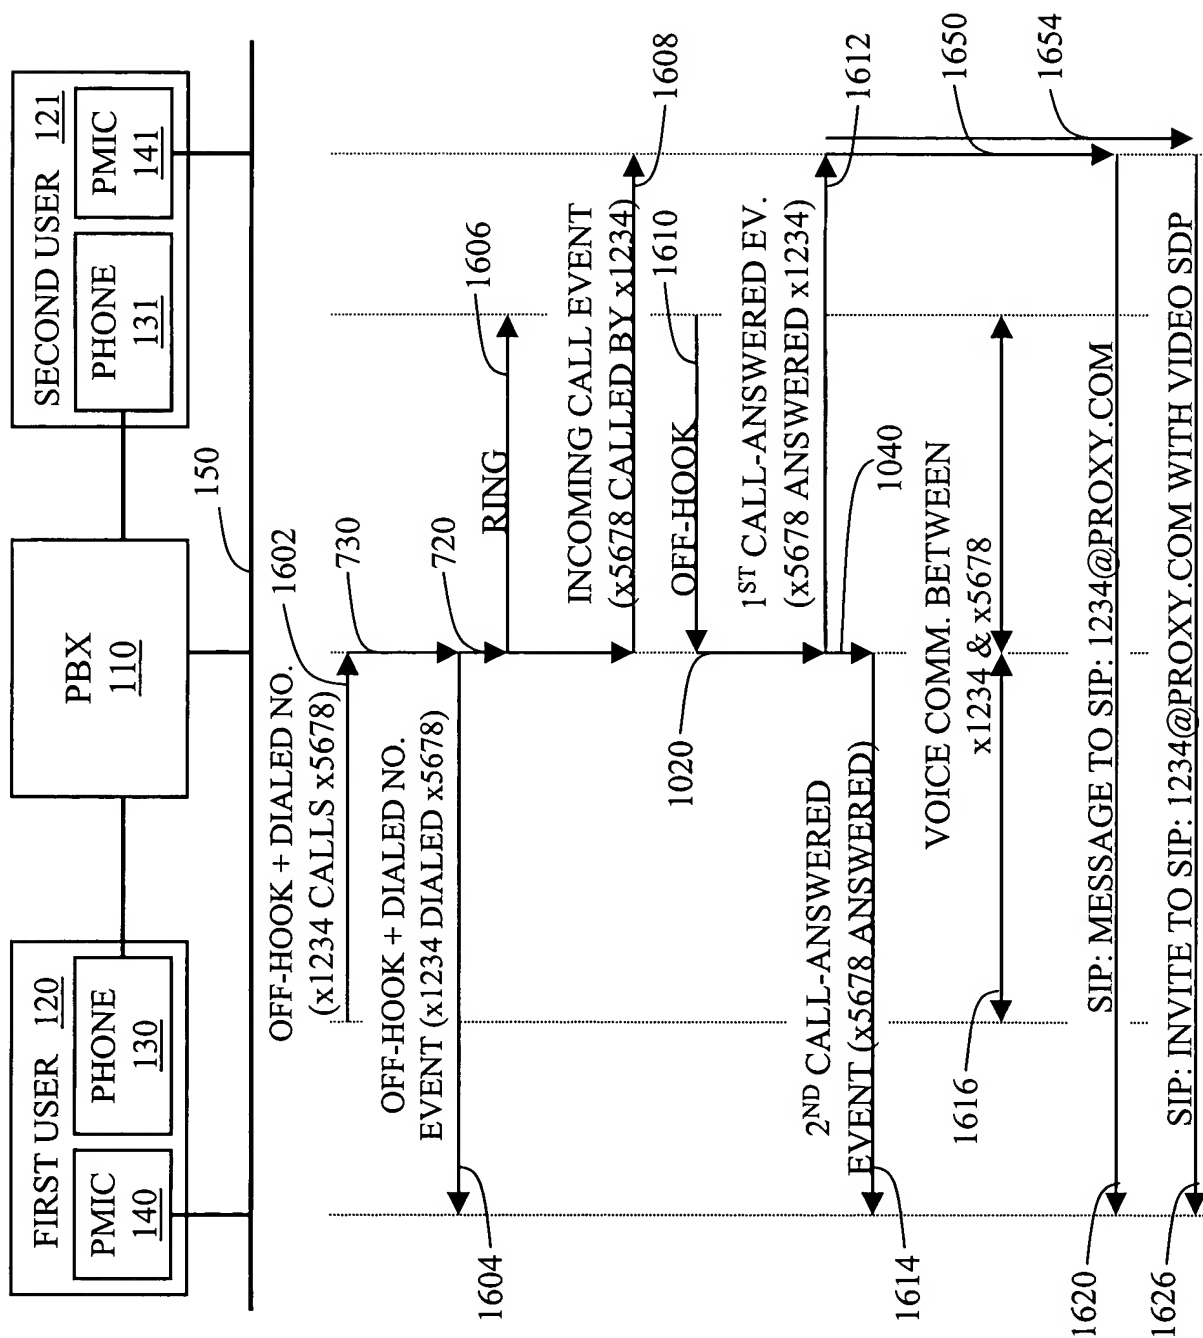 FIRST USER 120
PMIC
140
PHONE
130
PBX
110
SECOND USER 121
PHONE
131
PMIC
141
150
OFF-HOOK + DIALED NO.
(x1234 CALLS x5678)
1602
730
OFF-HOOK + DIALED NO.
EVENT (x1234 DIALED x5678)
1604
720
RING
1606
INCOMING CALL EVENT
(x5678 CALLED BY x1234)
1608
OFF-HOOK
1610
1020
1ST CALL-ANSWERED EV.
(x5678 ANSWERED x1234)
1612
1040
2ND CALL-ANSWERED
EVENT (x5678 ANSWERED)
1614
1650
1654
VOICE COMM. BETWEEN
x1234 & x5678
1616
SIP: MESSAGE TO SIP: 1234@PROXY.COM
1620
SIP: INVITE TO SIP: 1234@PROXY.COM WITH VIDEO SDP
1626